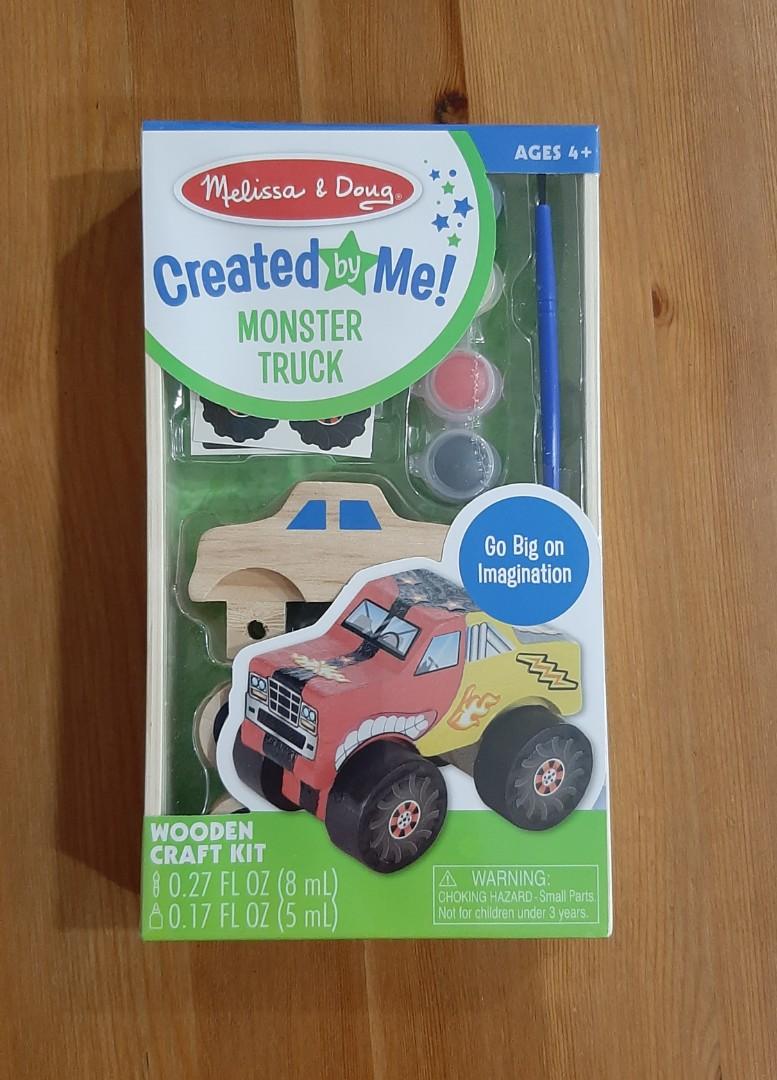 AGES 4+
Melissa & Doug®
Created by Me!
MONSTER
TRUCK
Go Big on
Imagination
WOODEN
CRAFT KIT
0.27 FL OZ (8 mL)
0.17 FL OZ (5 mL)
⚠ WARNING:
CHOKING HAZARD - Small Parts.
Not for children under 3 years.